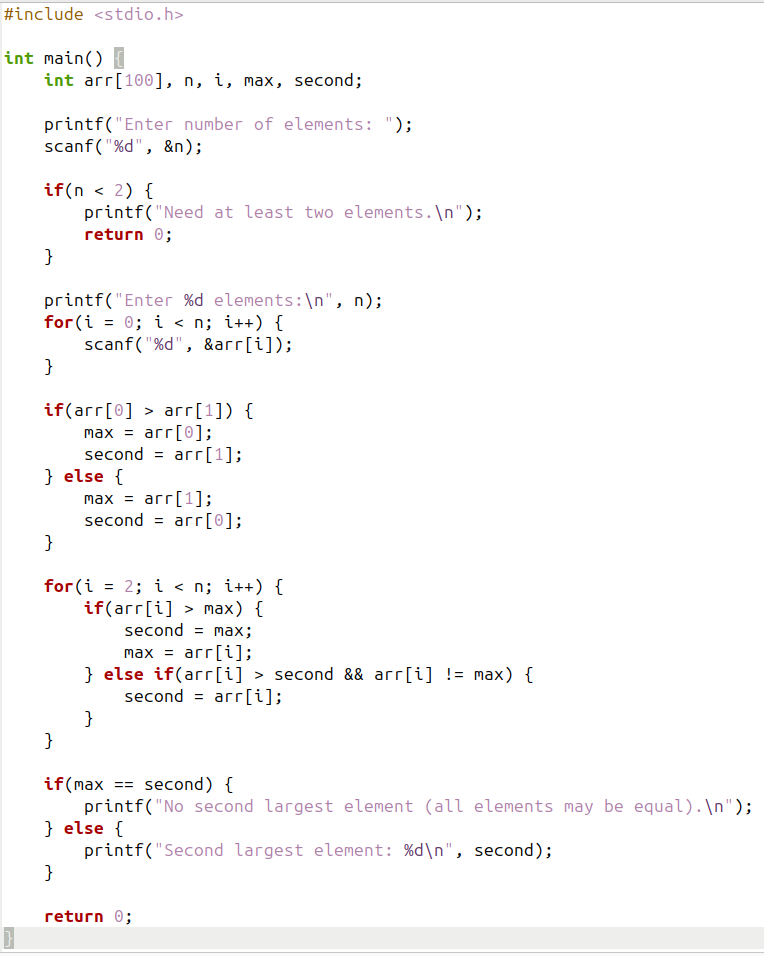 #include <stdio.h>

int main() {
    int arr[100], n, i, max, second;

    printf("Enter number of elements: ");
    scanf("%d", &n);

    if(n < 2) {
        printf("Need at least two elements.\n");
        return 0;
    }

    printf("Enter %d elements:\n", n);
    for(i = 0; i < n; i++) {
        scanf("%d", &arr[i]);
    }

    if(arr[0] > arr[1]) {
        max = arr[0];
        second = arr[1];
    } else {
        max = arr[1];
        second = arr[0];
    }

    for(i = 2; i < n; i++) {
        if(arr[i] > max) {
            second = max;
            max = arr[i];
        } else if(arr[i] > second && arr[i] != max) {
            second = arr[i];
        }
    }

    if(max == second) {
        printf("No second largest element (all elements may be equal).\n");
    } else {
        printf("Second largest element: %d\n", second);
    }

    return 0;
}